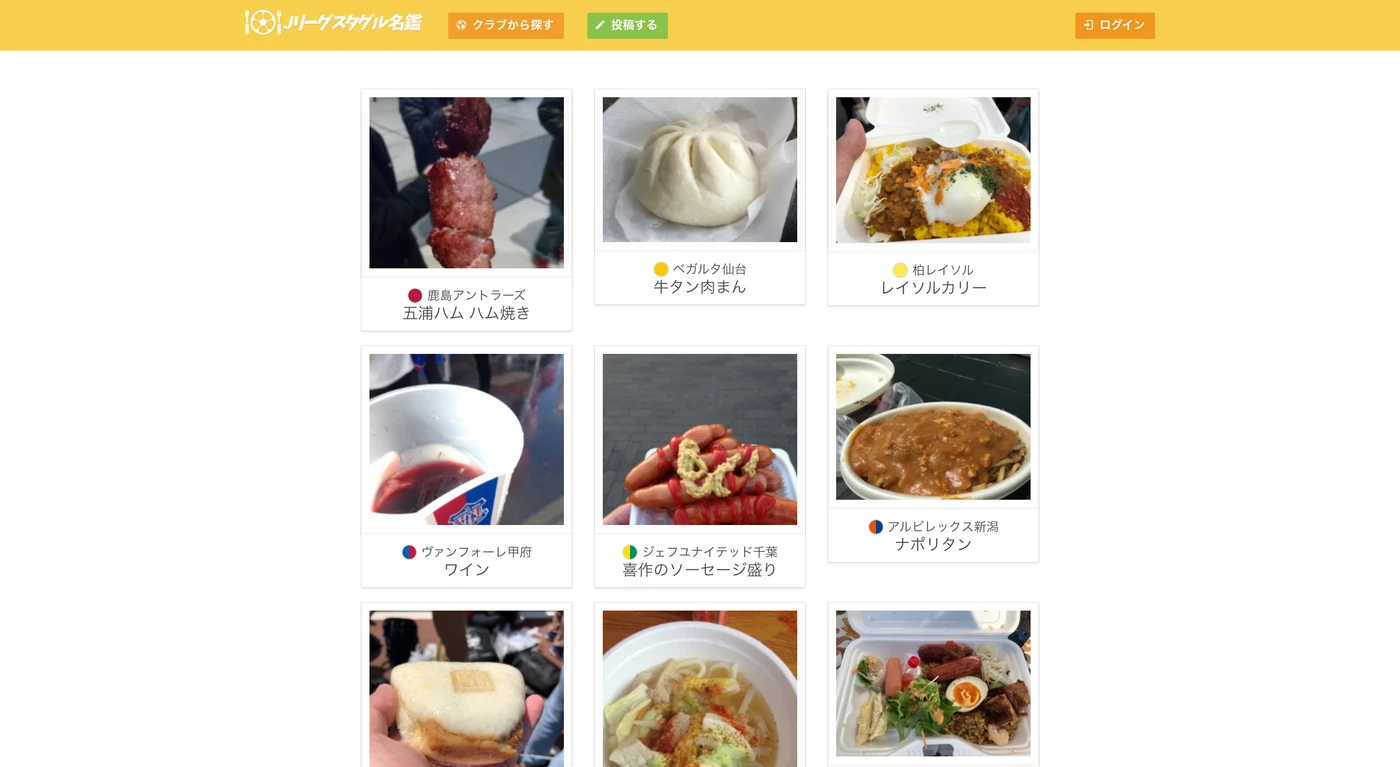 Jリーグスタグル名鑑
クラブから探す
投稿する
ログイン
鹿島アントラーズ
五浦ハム ハム焼き
ベガルタ仙台
牛タン肉まん
柏レイソル
レイソルカリー
ヴァンフォーレ甲府
ワイン
ジェフユナイテッド千葉
喜作のソーセージ盛り
アルビレックス新潟
ナポリタン